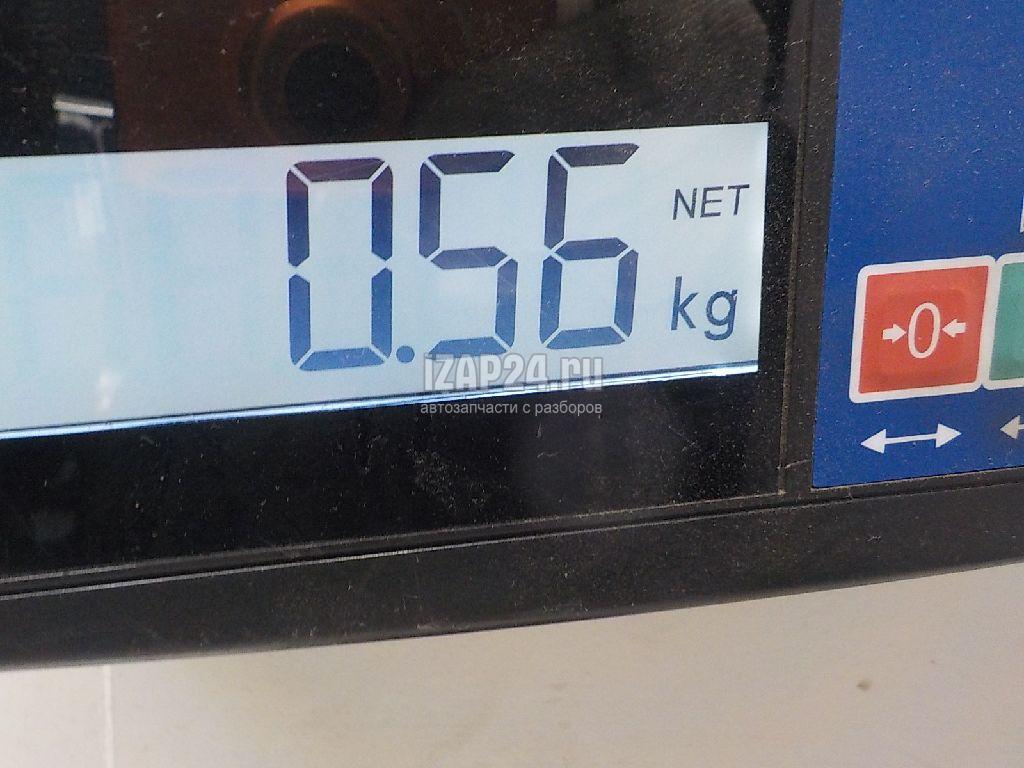 0.56
NET
kg
→0←
iZAP24.ru
автозапчасти с разборов